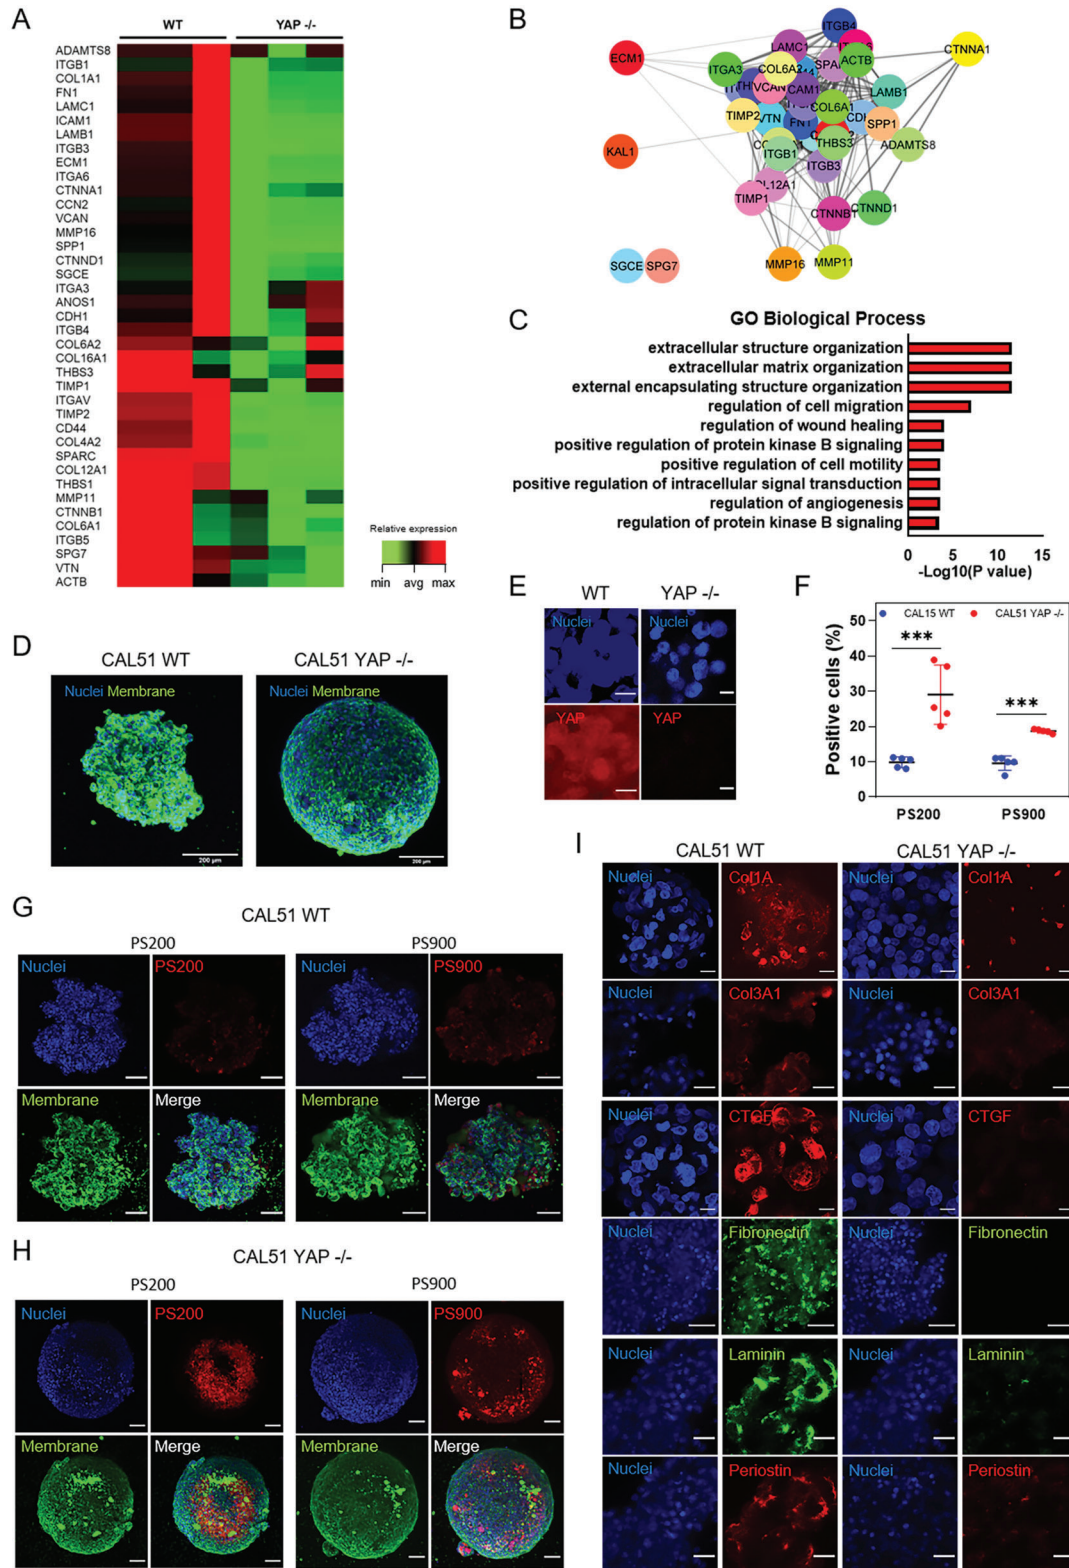 A
WT YAP -/-
ADAMTS8
ITGB1
COL1A1
FN1
LAMC1
ICAM1
LAMB1
ITGB3
ECM1
ITGA6
CTNNA1
CCN2
VCAN
MMP16
SPP1
CTNND1
SGCE
ITGA3
ANOS1
CDH1
ITGB4
COL6A2
COL16A1
THBS3
TIMP1
ITGAV
TIMP2
CD44
COL4A2
SPARC
COL12A1
THBS1
MMP11
CTNNB1
COL6A1
ITGB5
SPG7
VTN
ACTB
Relative expression
min avg max
B
ITGB4
ECM1
LAMC1
CTNNA1
ITGA3
COL6A2
SPA
ACTB
VCAN
CAM1
LAMB1
TIMP2
VTN
FN1
COL6A1
CDH
SPP1
KAL1
ITGB1
THBS3
ADAMTS8
ITGB3
OL12A1
TIMP1
CTNNB1
CTNND1
SGCE
SPG7
MMP16
MMP11
C
GO Biological Process
extracellular structure organization
extracellular matrix organization
external encapsulating structure organization
regulation of cell migration
regulation of wound healing
positive regulation of protein kinase B signaling
positive regulation of cell motility
positive regulation of intracellular signal transduction
regulation of angiogenesis
regulation of protein kinase B signaling
0 5 10 15
-Log10(P value)
D
CAL51 WT CAL51 YAP -/-
Nuclei Membrane
200 µm
200 µm
E
WT YAP -/-
Nuclei Nuclei
YAP YAP
F
CAL15 WT CAL51 YAP -/-
Positive cells (%)
50
40
30
20
10
0
***
***
PS200 PS900
G
CAL51 WT
PS200 PS900
Nuclei PS200 Nuclei PS900
Membrane Merge Membrane Merge
H
CAL51 YAP -/-
PS200 PS900
Nuclei PS200 Nuclei PS900
Membrane Merge Membrane Merge
I
CAL51 WT CAL51 YAP -/-
Nuclei Col1A Nuclei Col1A
Nuclei Col3A1 Nuclei Col3A1
Nuclei CTGF Nuclei CTGF
Nuclei Fibronectin Nuclei Fibronectin
Nuclei Laminin Nuclei Laminin
Nuclei Periostin Nuclei Periostin